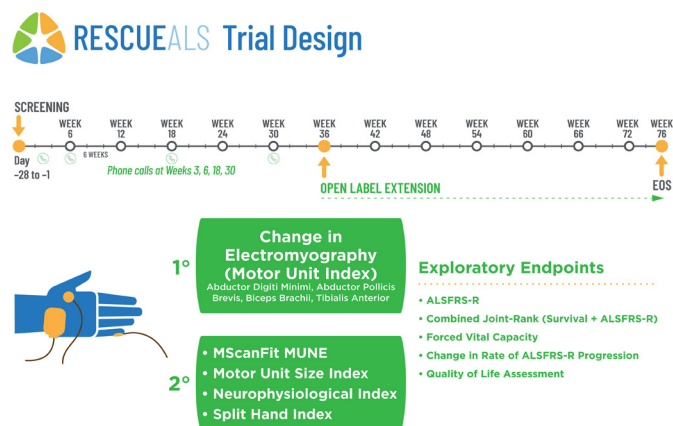 RESCUEALS Trial Design
SCREENING
WEEK 6 WEEK 12 WEEK 18 WEEK 24 WEEK 30 WEEK 36 WEEK 42 WEEK 48 WEEK 54 WEEK 60 WEEK 66 WEEK 72 WEEK 76
Day
-28 to -1
6 WEEKS
Phone calls at Weeks 3, 6, 18, 30
OPEN LABEL EXTENSION
EOS
1°
Change in
Electromyography
(Motor Unit Index)
Abductor Digiti Minimi, Abductor Pollicis
Brevis, Biceps Brachii, Tibialis Anterior
2°
• MScanFit MUNE
• Motor Unit Size Index
• Neurophysiological Index
• Split Hand Index
Exploratory Endpoints
• ALSFRS-R
• Combined Joint-Rank (Survival + ALSFRS-R)
• Forced Vital Capacity
• Change in Rate of ALSFRS-R Progression
• Quality of Life Assessment